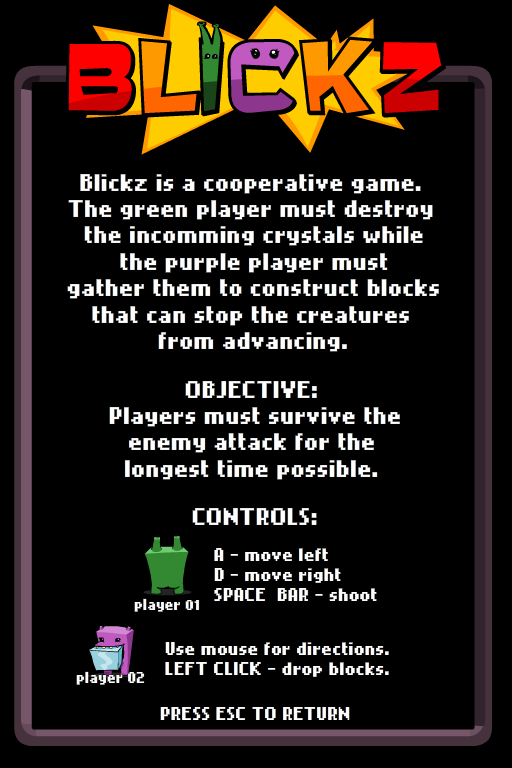 BLICKZ
Blickz is a cooperative game.
The green player must destroy
the incomming crystals while
the purple player must
gather them to construct blocks
that can stop the creatures
from advancing.
OBJECTIVE:
Players must survive the
enemy attack for the
longest time possible.
CONTROLS:
A - move left
D - move right
SPACE BAR - shoot
player 01
Use mouse for directions.
LEFT CLICK - drop blocks.
player 02
PRESS ESC TO RETURN